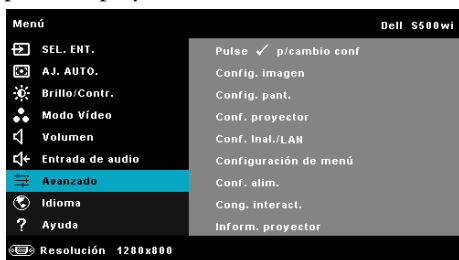 Menú Dell S500wi
SEL. ENT. Pulse ✓ p/cambio conf
AJ. AUTO. Config. imagen
Brillo/Contr. Config. pant.
Modo Vídeo Conf. proyector
Volumen Conf. Inal./LAN
Entrada de audio Configuración de menú
Avanzado Conf. alim.
Idioma Cong. interact.
? Ayuda Inform. proyector
Resolución 1280x800